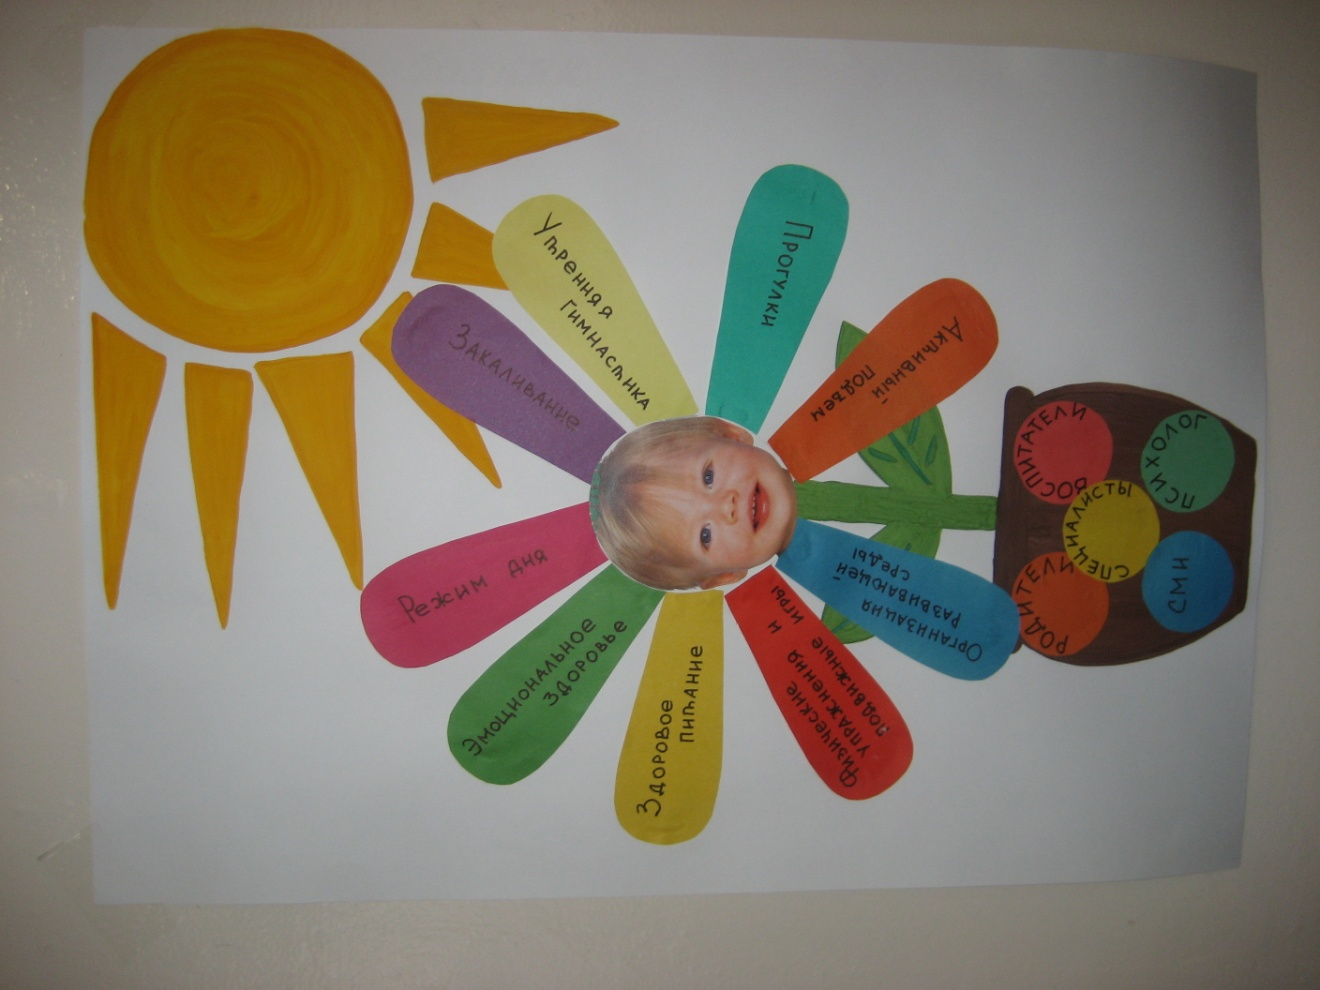 Утренняя
гимнастика
Закаливание
Режим дня
Эмоциональное
здоровье
Здоровое
питание
Физические
упражнения и
подвижные игры
Организация
развивающей
среды
Активный
подъем
Прогулки
ВОСПИТАТЕЛИ
ПСИХОЛОГ
СПЕЦИАЛИСТЫ
РОДИТЕЛИ
СМИ